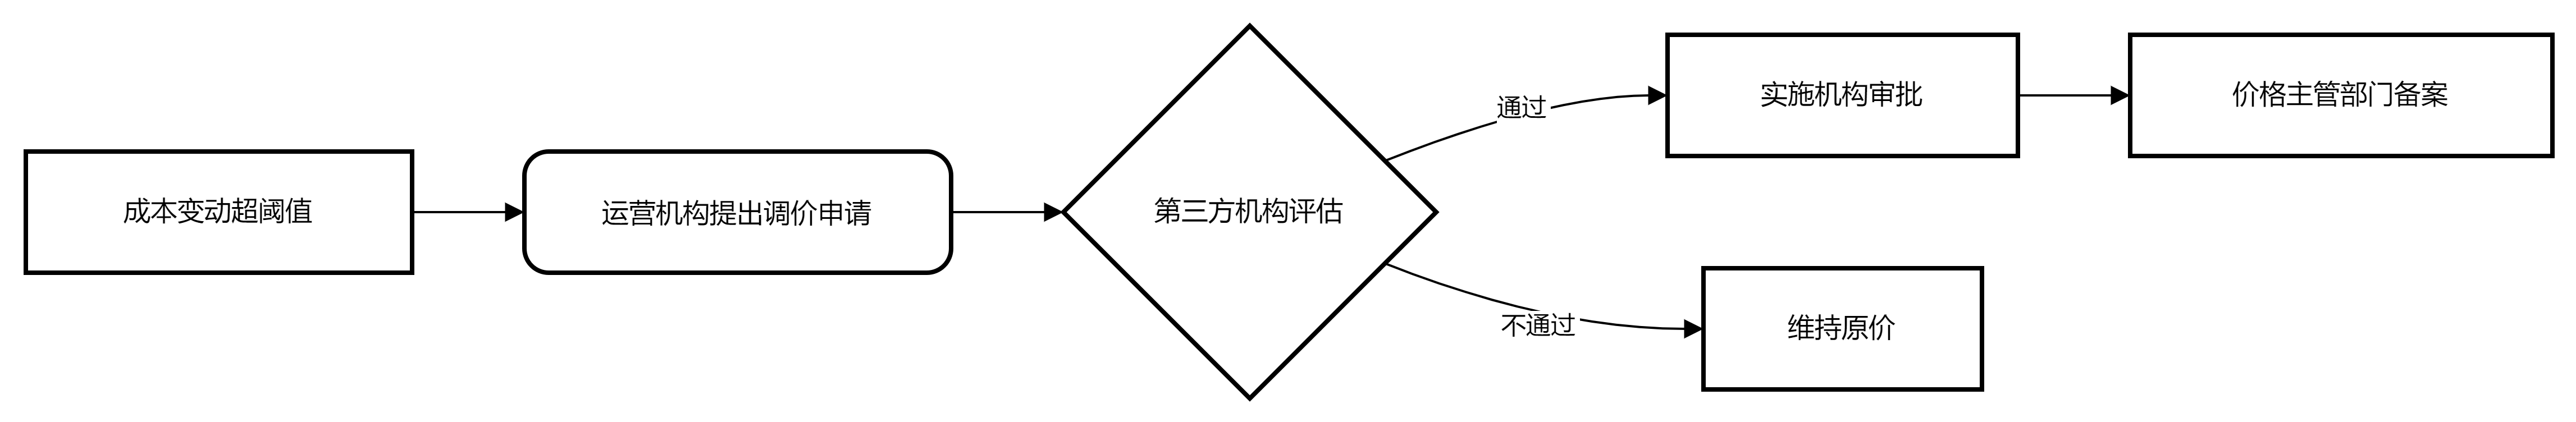 成本变动超阈值
运营机构提出调价申请
第三方机构评估
通过
实施机构审批
价格主管部门备案
不通过
维持原价